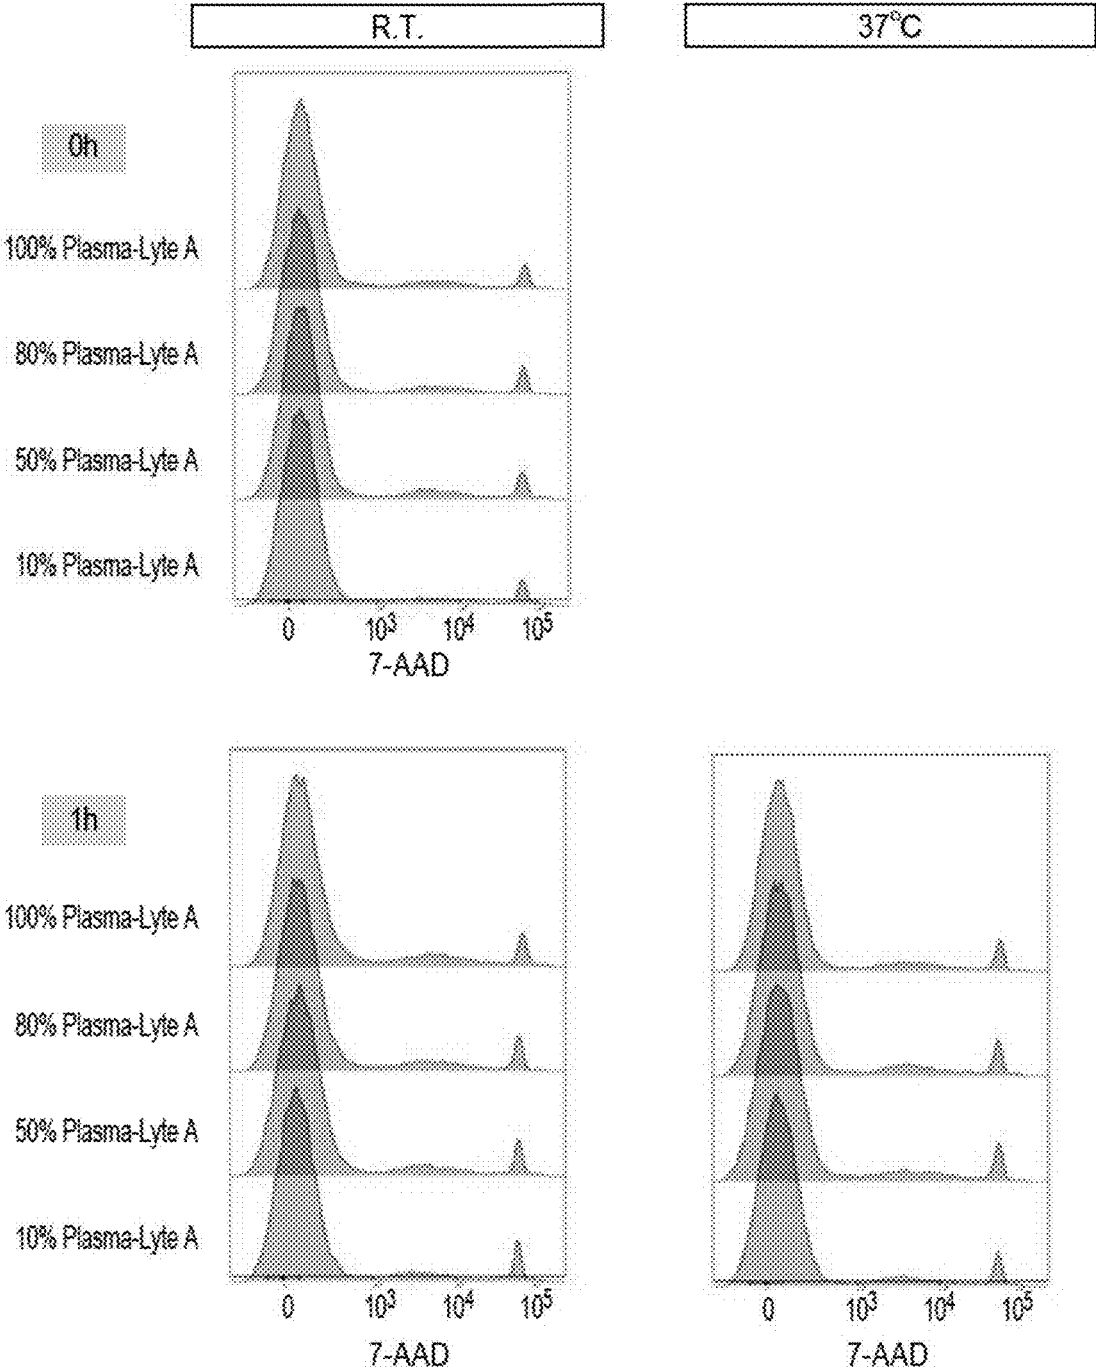 R.T.
37°C
0h
100% Plasma-Lyte A
80% Plasma-Lyte A
50% Plasma-Lyte A
10% Plasma-Lyte A
0 10³ 10⁴ 10⁵
7-AAD
1h
100% Plasma-Lyte A
80% Plasma-Lyte A
50% Plasma-Lyte A
10% Plasma-Lyte A
0 10³ 10⁴ 10⁵
7-AAD
0 10³ 10⁴ 10⁵
7-AAD